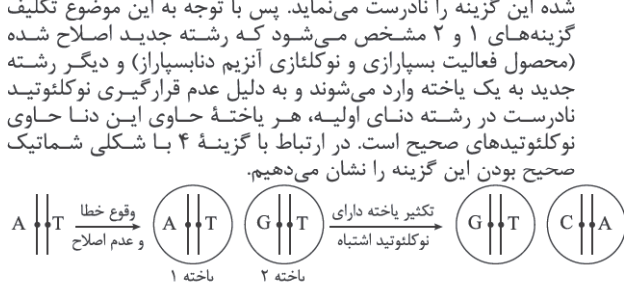 شده این گزینه را نادرست می‌نماید. پس با توجه به این موضوع تکلیف
گزینه‌های ۱ و ۲ مشخص می‌شود که رشته جدید اصلاح شده
(محصول فعالیت بسپارازی و نوکلئازی آنزیم دنابسپاراز) و دیگر رشته
جدید به یک یاخته وارد می‌شوند و به دلیل عدم قرارگیری نوکلئوتید
نادرست در رشته دنای اولیه، هر یاختهٔ حاوی این دنا حاوی
نوکلئوتیدهای صحیح است. در ارتباط با گزینهٔ ۴ با شکلی شماتیک
صحیح بودن این گزینه را نشان می‌دهیم.
A T وقوع خطا A T G T تکثیر یاخته دارای G T C A
و عدم اصلاح نوکلئوتید اشتباه
یاخته ۱ یاخته ۲